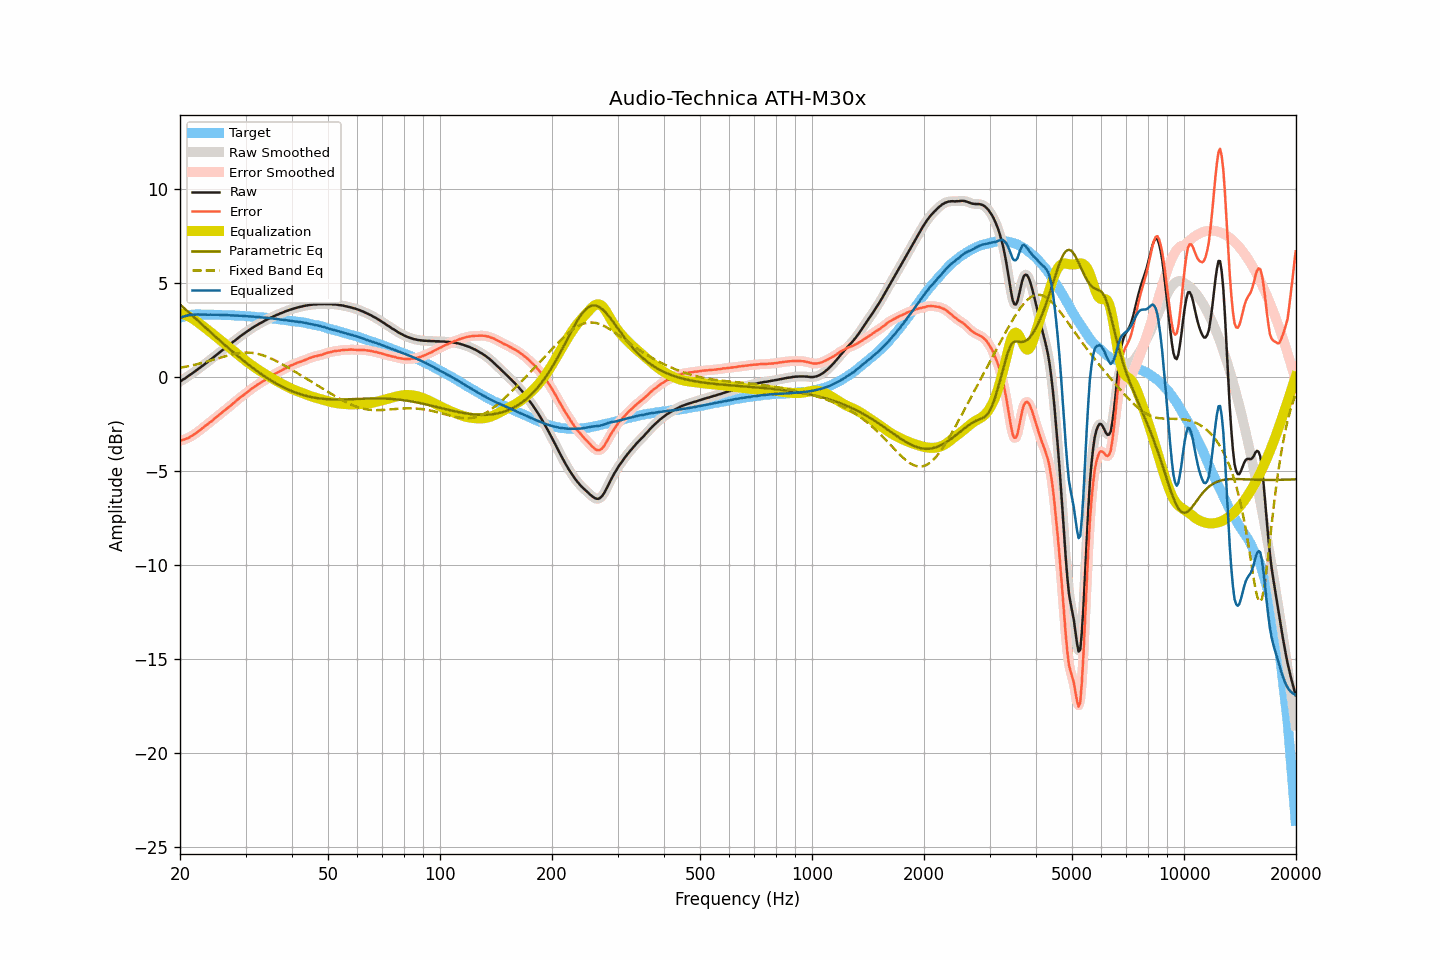 Audio-Technica ATH-M30x
Target
Raw Smoothed
Error Smoothed
Raw
Error
Equalization
Parametric Eq
Fixed Band Eq
Equalized
10
5
0
−5
−10
−15
−20
−25
Amplitude (dBr)
20 50 100 200 500 1000 2000 5000 10000 20000
Frequency (Hz)